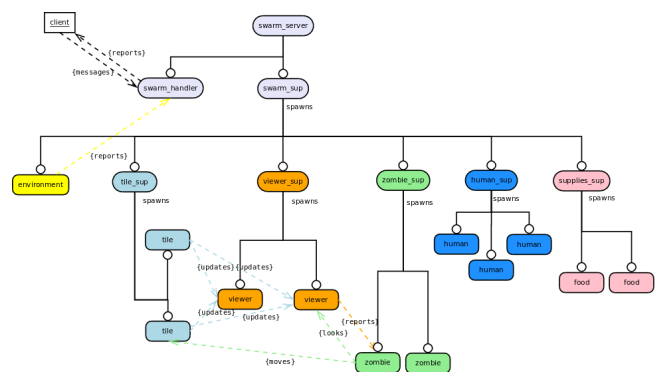 client
swarm_server
{reports}
{messages}
swarm_handler
swarm_sup
spawns
{reports}
environment
tile_sup
viewer_sup
zombie_sup
human_sup
supplies_sup
spawns
spawns
spawns
spawns
spawns
tile
human
human
{updates}
{updates}
human
food
food
viewer
viewer
{updates}
{updates}
{reports}
tile
{looks}
{moves}
zombie
zombie